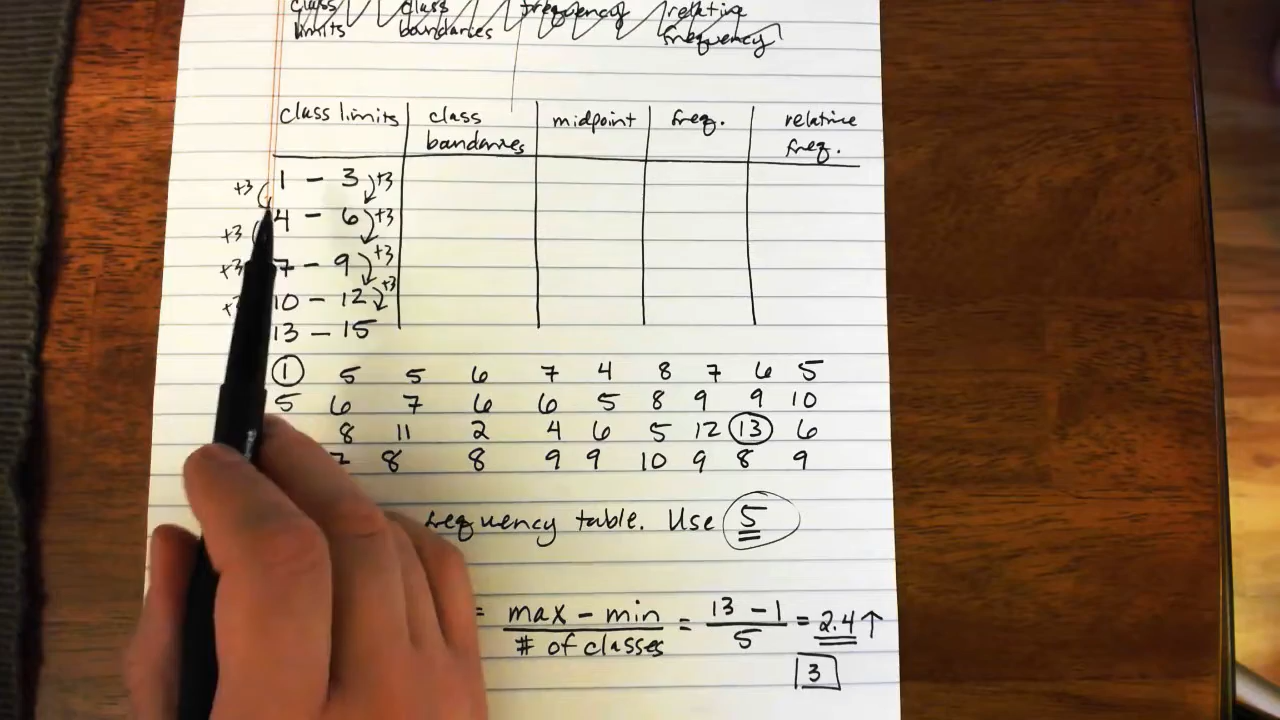 class class frequency relative
limits boundaries frequency
class limits class midpoint freq. relative
bandaries freq.
+3 1 - 3 +3
4 - 6 +3
+3 7 - 9 +3
+3 10 - 12 +3
13 - 15
1 5 5 6 7 4 8 7 6 5
5 6 7 6 6 5 8 9 9 10
8 11 2 4 6 5 12 13 6
7 8 8 9 9 10 9 8 9
frequency table. Use 5
= max - min / # of classes = 13 - 1 / 5 = 2.4 ↑
3